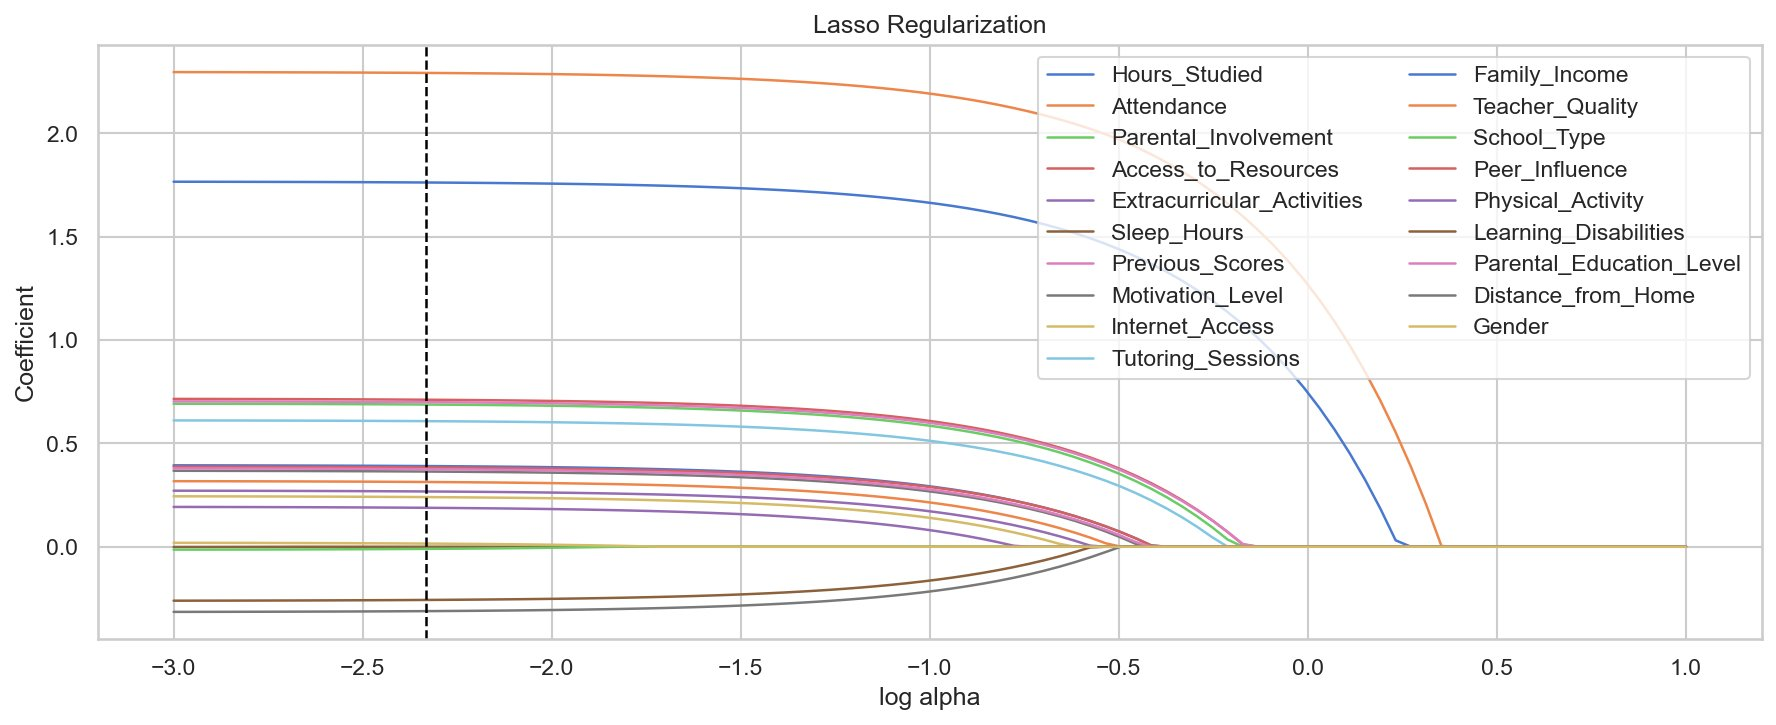 Lasso Regularization
Hours_Studied
Attendance
Parental_Involvement
Access_to_Resources
Extracurricular_Activities
Sleep_Hours
Previous_Scores
Motivation_Level
Internet_Access
Tutoring_Sessions
Family_Income
Teacher_Quality
School_Type
Peer_Influence
Physical_Activity
Learning_Disabilities
Parental_Education_Level
Distance_from_Home
Gender
Coefficient
2.0
1.5
1.0
0.5
0.0
−3.0 −2.5 −2.0 −1.5 −1.0 −0.5 0.0 0.5 1.0
log alpha